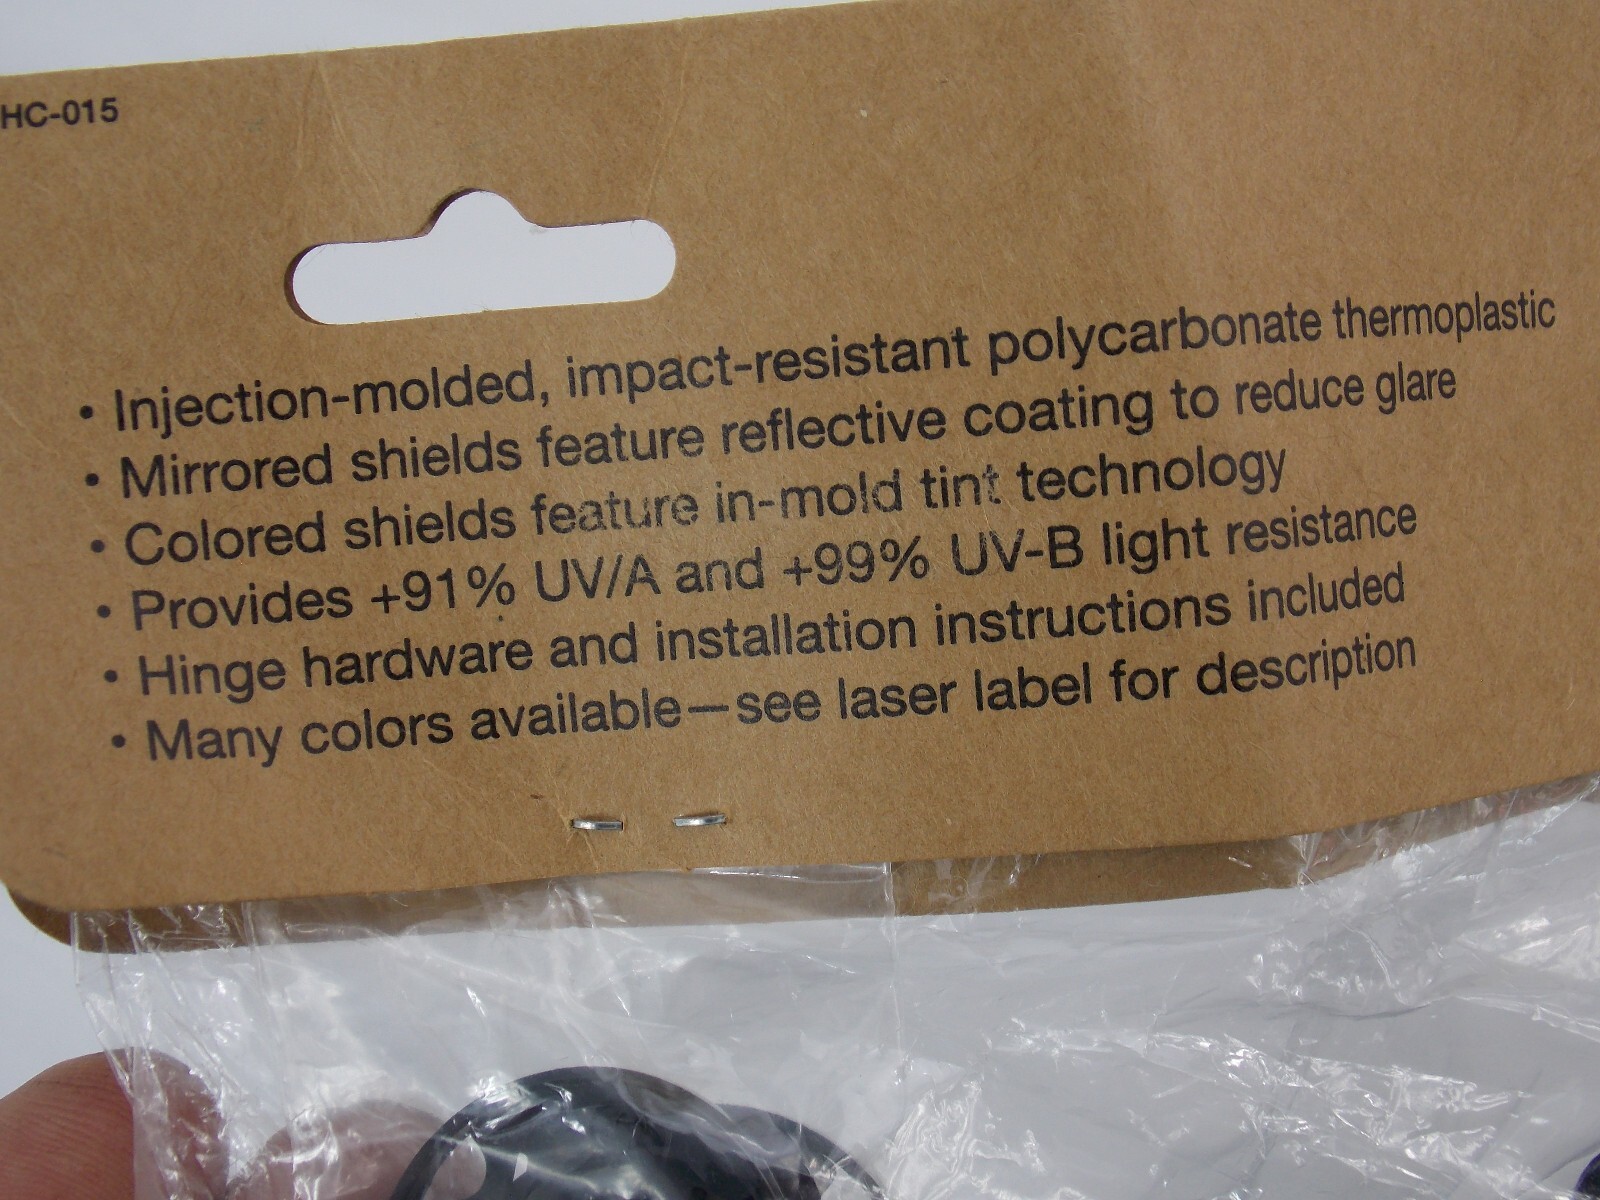 HC-015
• Injection-molded, impact-resistant polycarbonate thermoplastic
• Mirrored shields feature reflective coating to reduce glare
• Colored shields feature in-mold tint technology
• Provides +91% UV/A and +99% UV-B light resistance
• Hinge hardware and installation instructions included
• Many colors available—see laser label for description